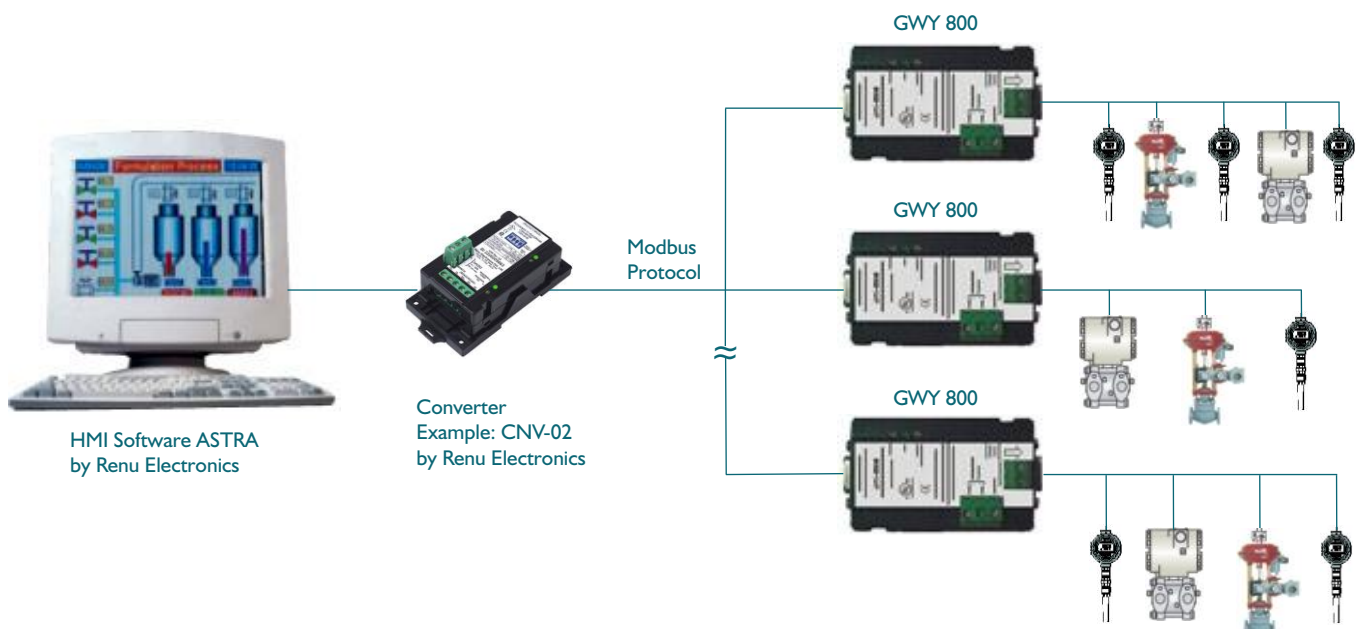 GWY 800
Formulation Process
GWY 800
Modbus
Protocol
GWY 800
Converter
Example: CNV-02
by Renu Electronics
HMI Software ASTRA
by Renu Electronics